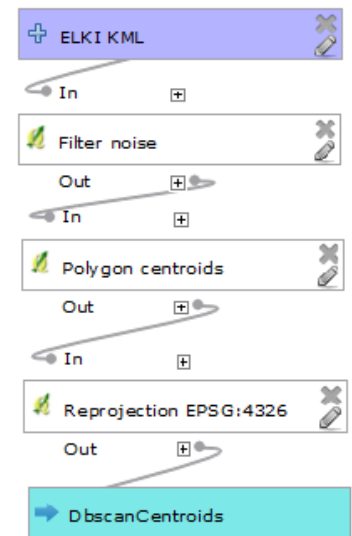 ELKI KML
In
Filter noise
Out
In
Polygon centroids
Out
In
Reprojection EPSG:4326
Out
DbscanCentroids